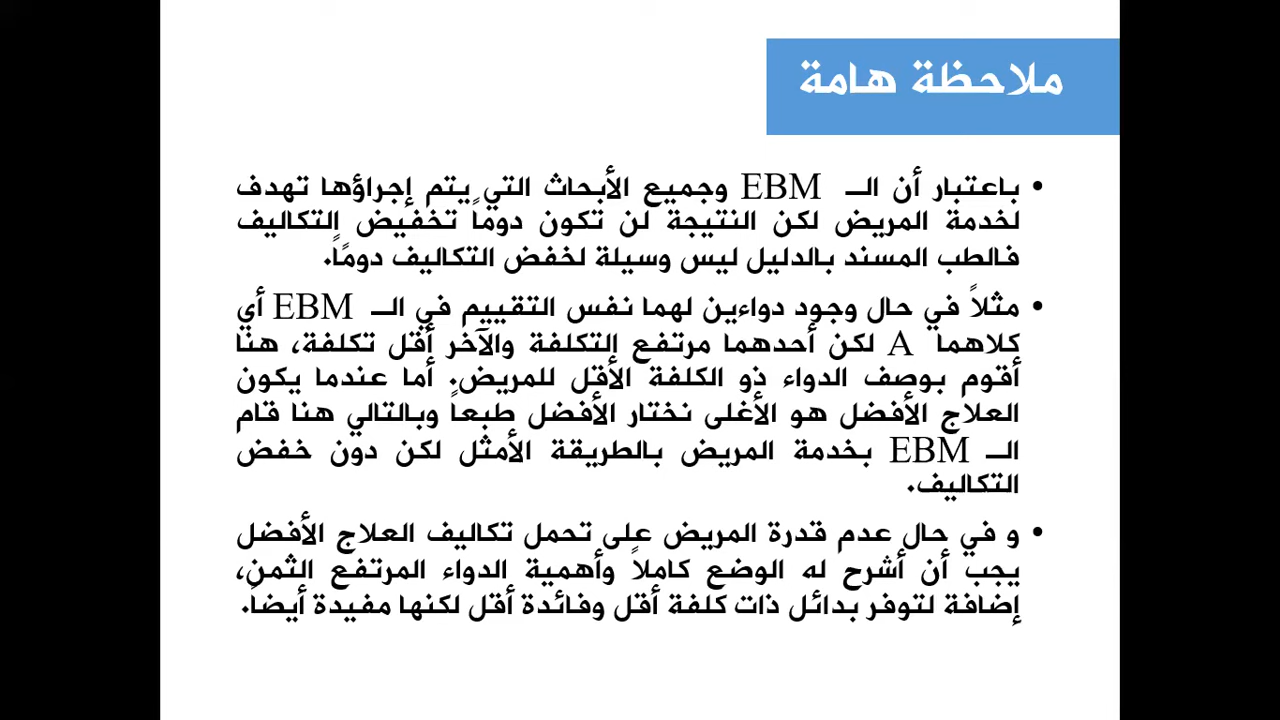 ملاحظة هامة
• باعتبار أن الـ EBM وجميع الأبحاث التي يتم إجراؤها تهدف
لخدمة المريض لكن النتيجة لن تكون دوماً تخفيض التكاليف
فالطب المسند بالدليل ليس وسيلة لخفض التكاليف دومًاً.
• مثلاً في حال وجود دواءين لهما نفس التقييم في الـ EBM أي
كلاهما A لكن أحدهما مرتفع التكلفة والآخر أقل تكلفة، هنا
أقوم بوصف الدواء ذو الكلفة الأقل للمريض. أما عندما يكون
العلاج الأفضل هو الأغلى نختار الأفضل طبعاً وبالتالي هنا قام
الـ EBM بخدمة المريض بالطريقة الأمثل لكن دون خفض
التكاليف.
• و في حال عدم قدرة المريض على تحمل تكاليف العلاج الأفضل
يجب أن أشرح له الوضع كاملاً وأهمية الدواء المرتفع الثمن،
إضافة لتوفر بدائل ذات كلفة أقل وفائدة أقل لكنها مفيدة أيضاً.